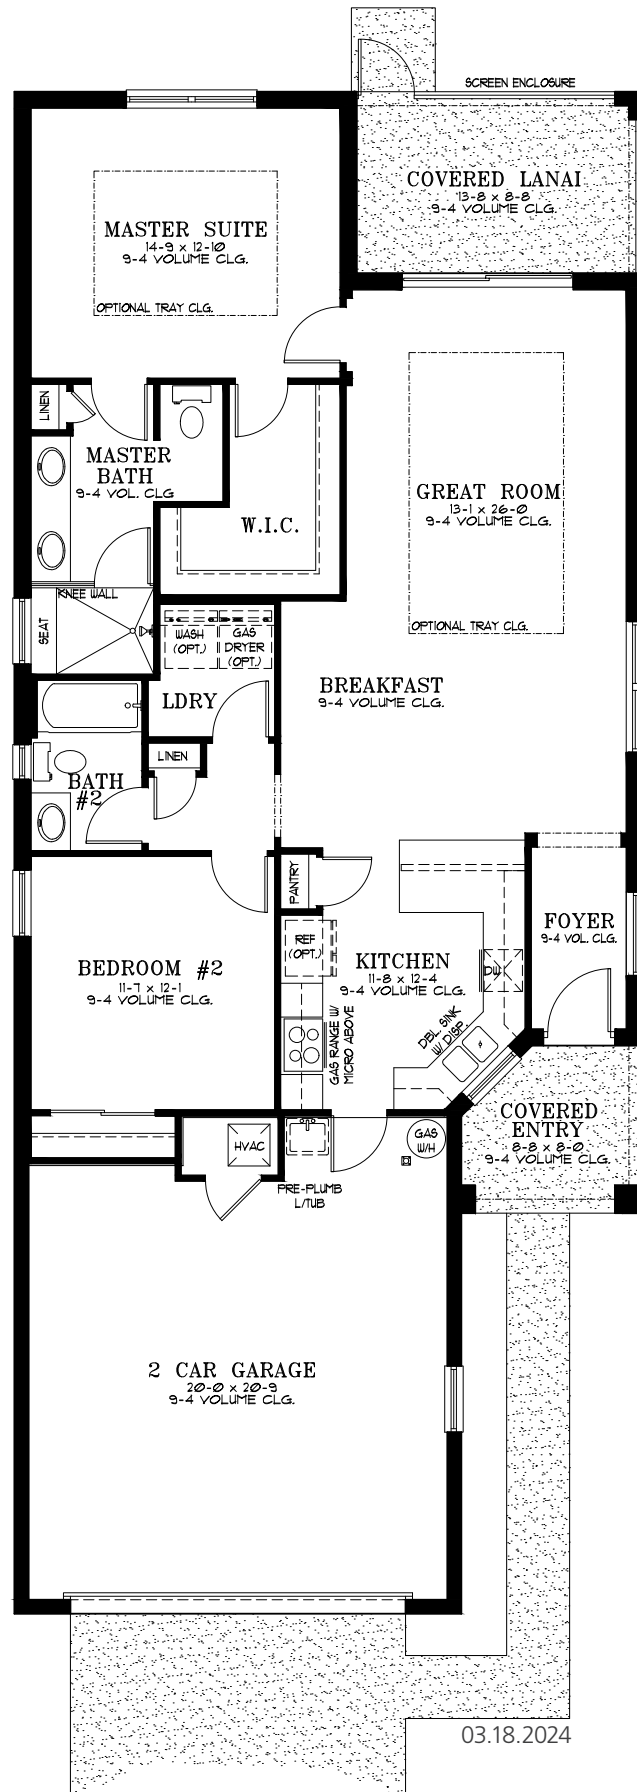 SCREEN ENCLOSURE
COVERED LANAI
13-8 x 8-8
9-4 VOLUME CLG.
MASTER SUITE
14-9 x 12-10
9-4 VOLUME CLG.
OPTIONAL TRAY CLG.
LINEN
MASTER
BATH
9-4 VOL. CLG
W.I.C.
GREAT ROOM
13-1 x 26-0
9-4 VOLUME CLG.
OPTIONAL TRAY CLG.
KNEE WALL
SEAT
WASH
(OPT.)
GAS
DRYER
(OPT.)
LDRY
BREAKFAST
9-4 VOLUME CLG.
LINEN
BATH
#2
PANTRY
FOYER
9-4 VOL. CLG.
REF
(OPT.)
KITCHEN
11-8 x 12-4
9-4 VOLUME CLG.
DW
BEDROOM #2
11-7 x 12-1
9-4 VOLUME CLG.
GAS RANGE W/
MICRO ABOVE
DBL. SINK
W/ DISP.
COVERED
ENTRY
8-8 x 8-0
9-4 VOLUME CLG.
HVAC
GAS
W/H
PRE-PLUMB
L/TUB
2 CAR GARAGE
20-0 x 20-9
9-4 VOLUME CLG.
03.18.2024